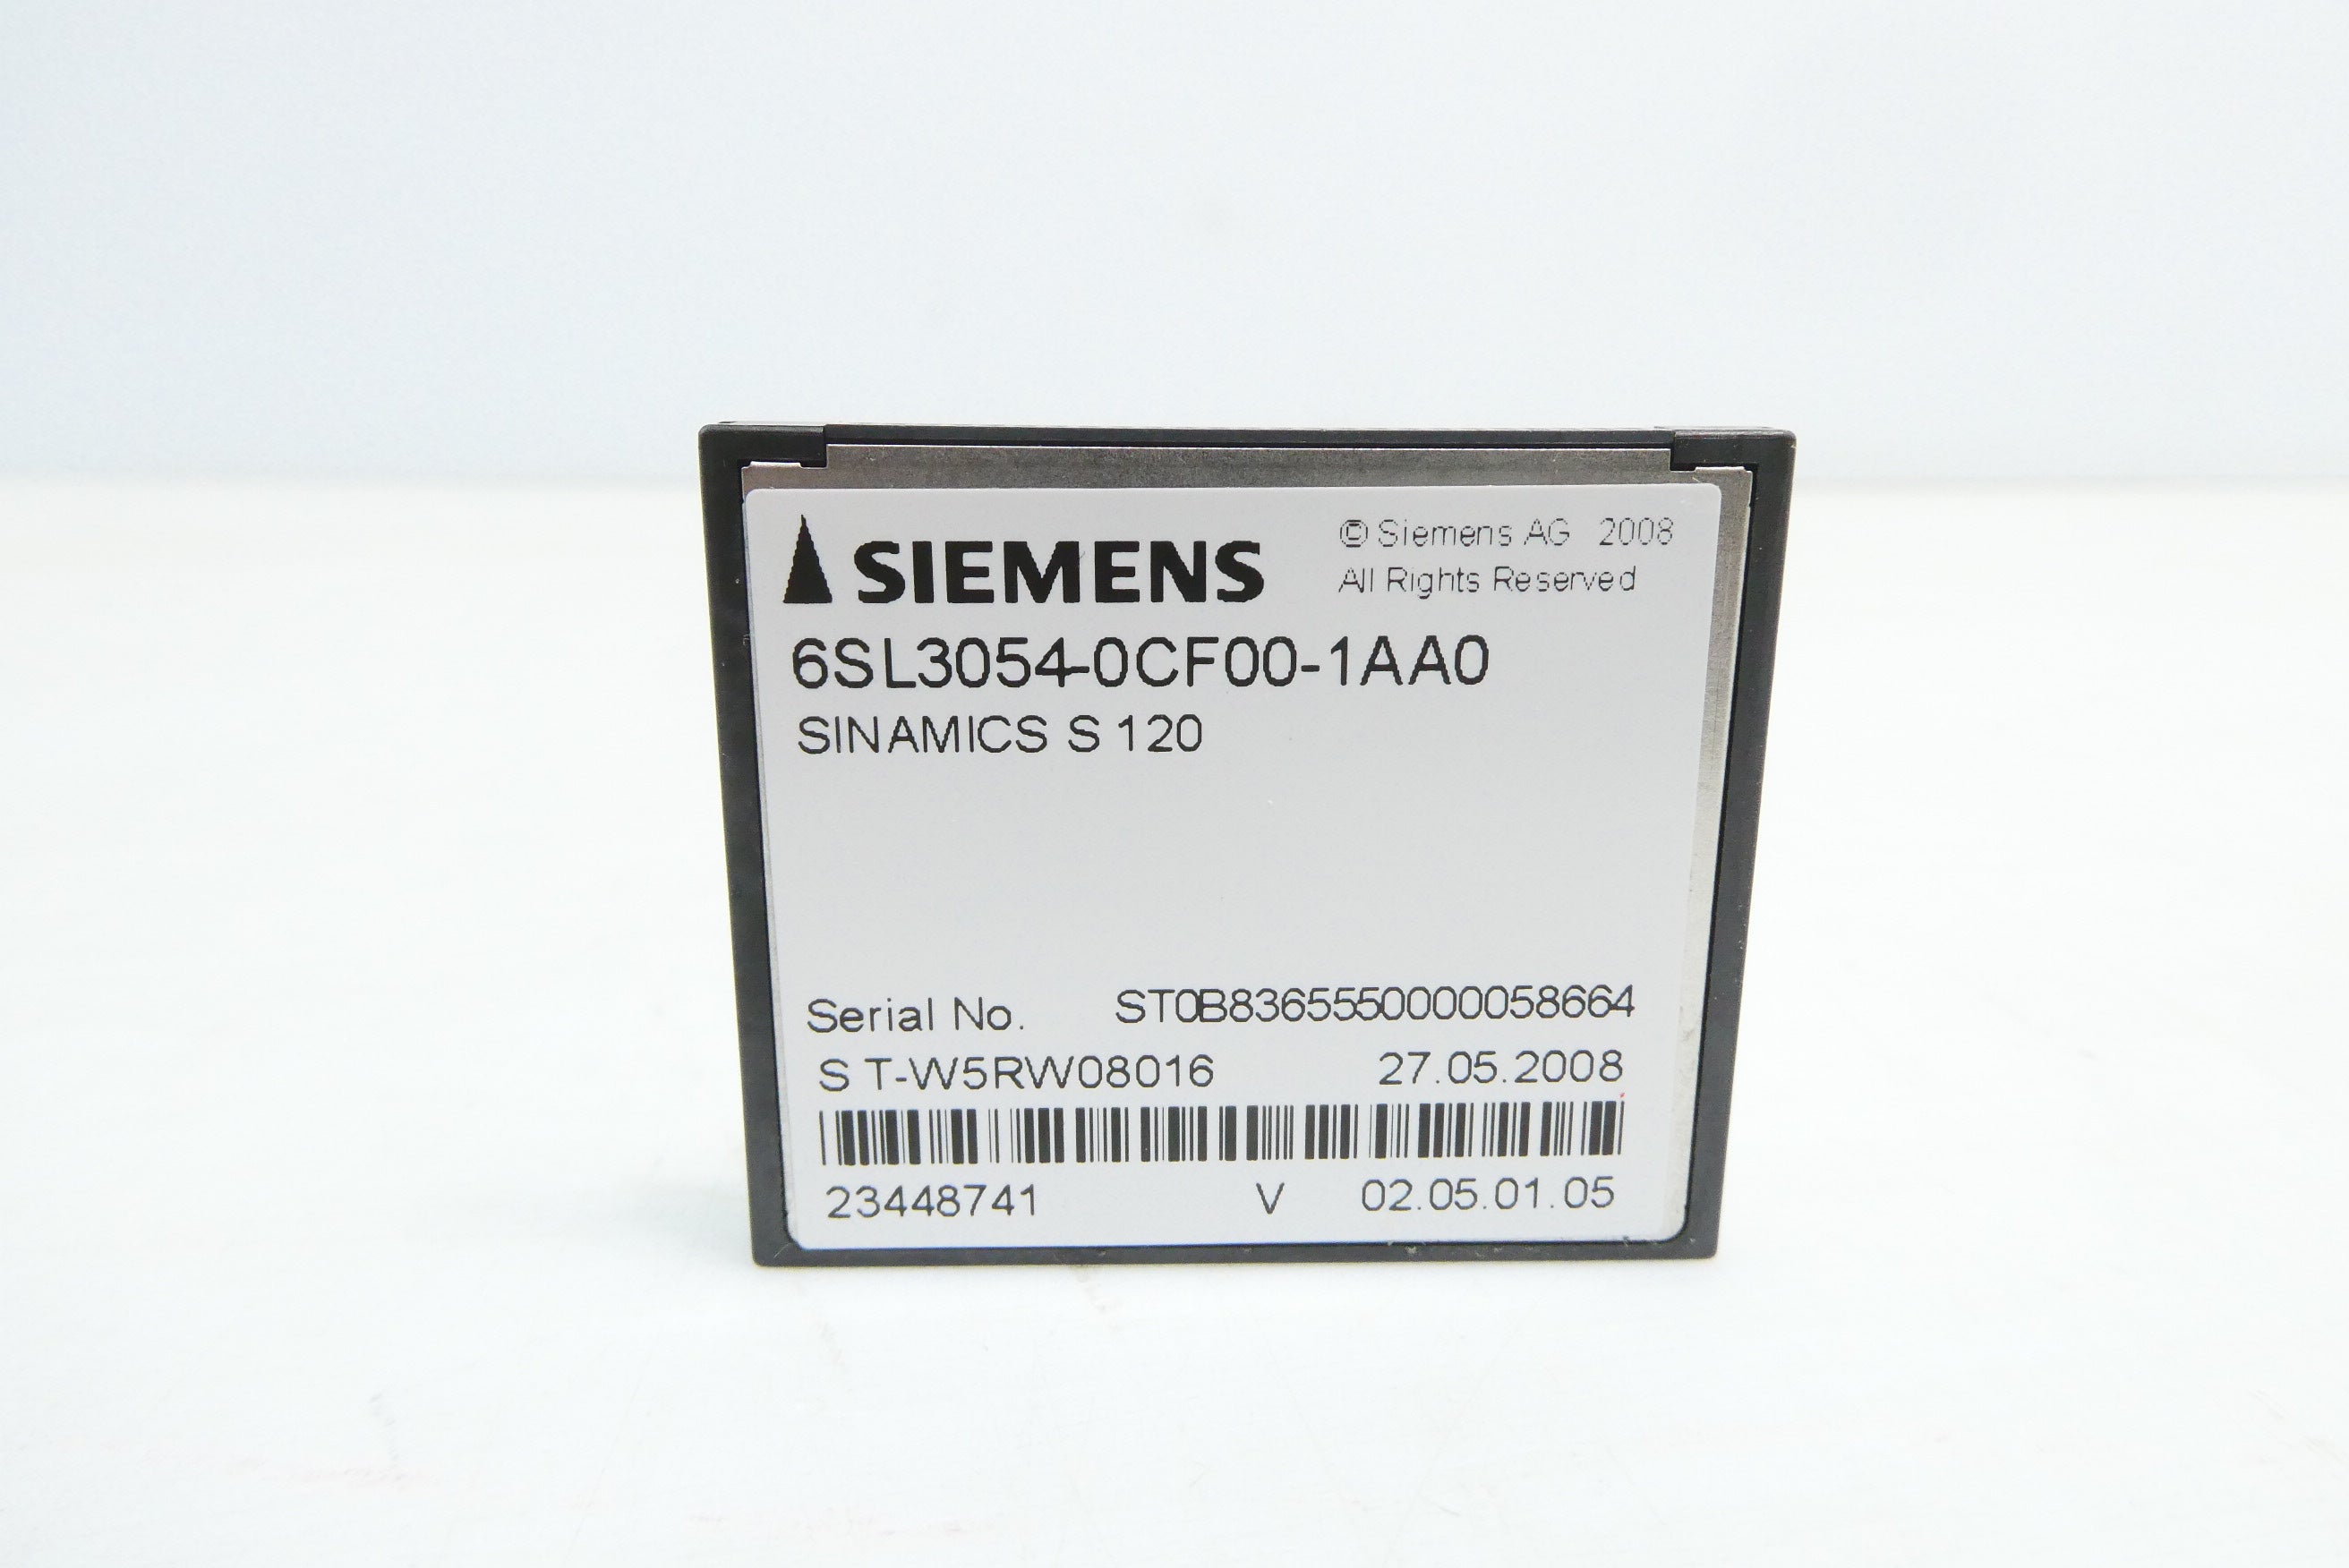 SIEMENS
© Siemens AG 2008
All Rights Reserved
6SL3054-0CF00-1AA0
SINAMICS S 120
Serial No. ST0B8365550000058664
S T-W5RW08016 27.05.2008
23448741 V 02.05.01.05